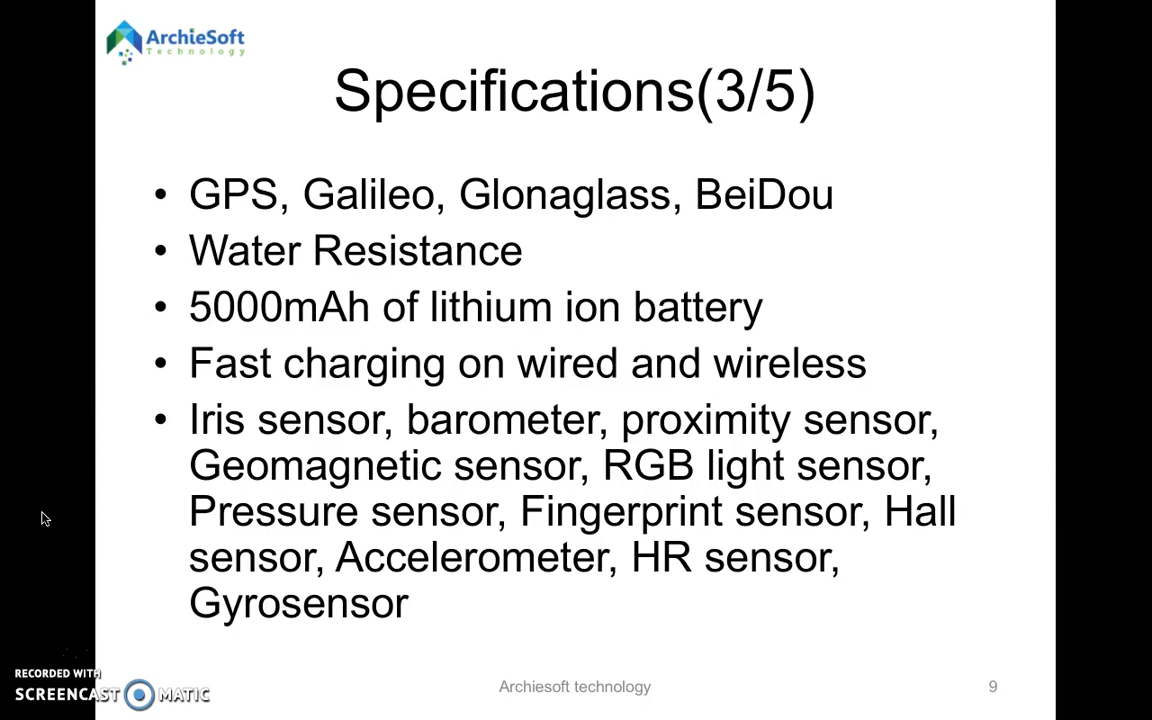 ArchieSoft
Technology
Specifications(3/5)
• GPS, Galileo, Glonaglass, BeiDou
• Water Resistance
• 5000mAh of lithium ion battery
• Fast charging on wired and wireless
• Iris sensor, barometer, proximity sensor,
Geomagnetic sensor, RGB light sensor,
Pressure sensor, Fingerprint sensor, Hall
sensor, Accelerometer, HR sensor,
Gyrosensor
RECORDED WITH
SCREENCAST MATIC
Archiesoft technology
9